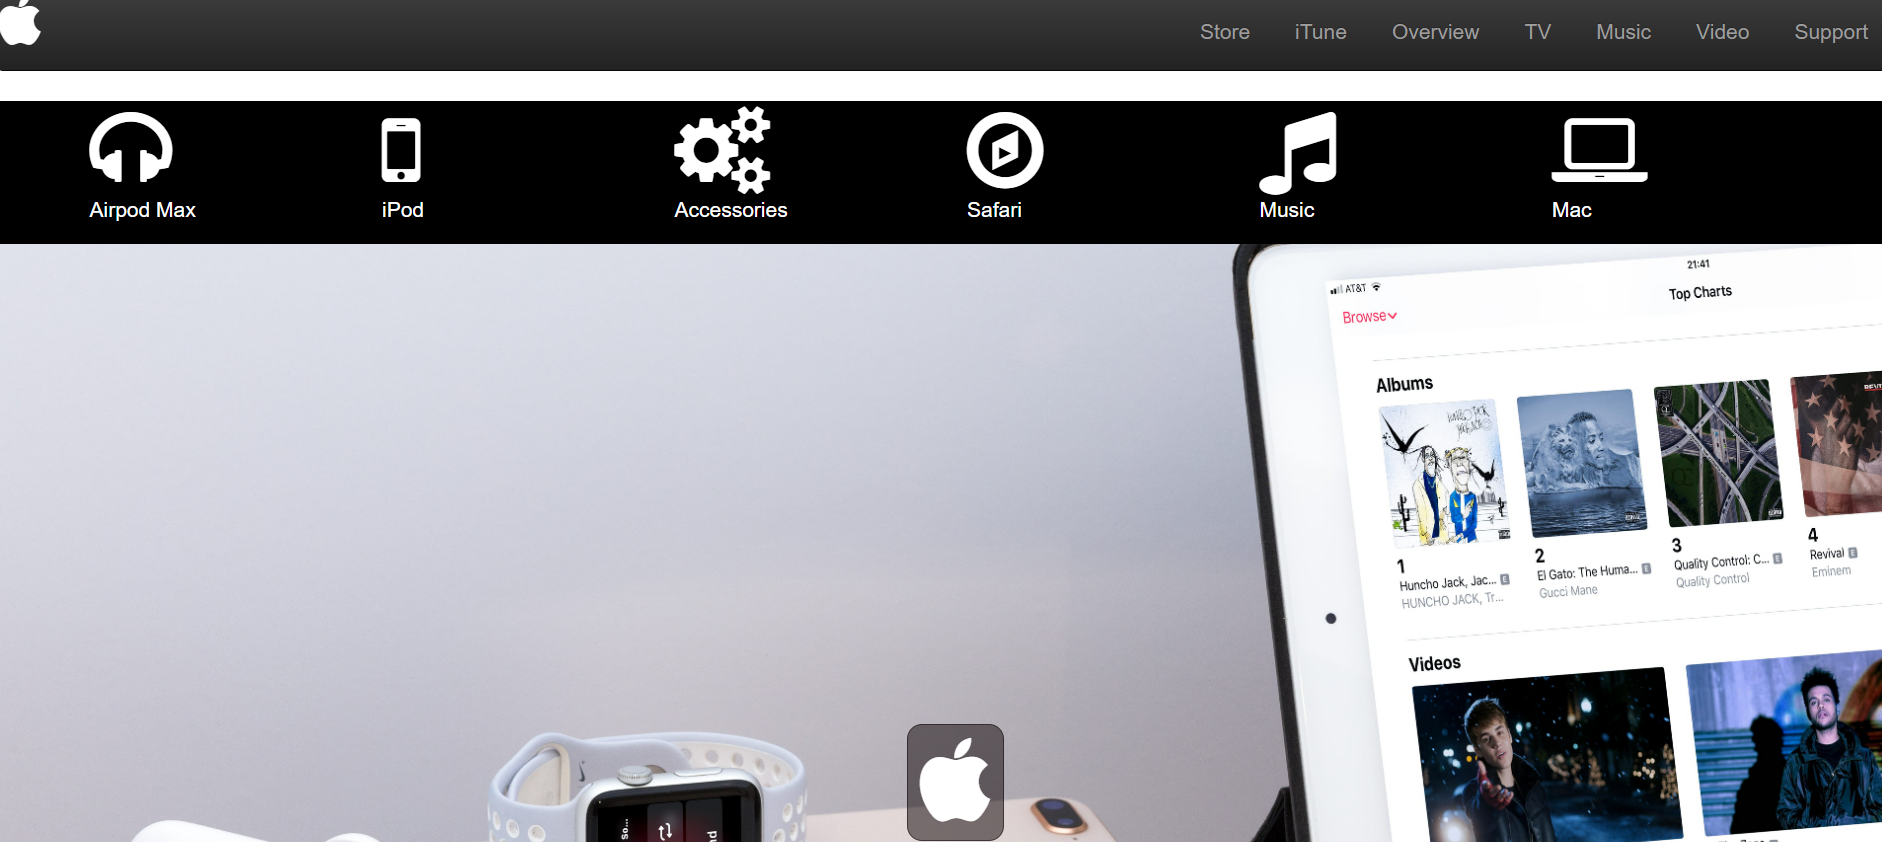 Store iTune Overview TV Music Video Support
Airpod Max iPod Accessories Safari Music Mac
21:41
AT&T
Top Charts
Browse
Albums
1 2 3 4
Huncho Jack, Jac... E El Gato: The Huma... E Quality Control: C... E Revival E
HUNCHO JACK, Tr... Gucci Mane Quality Control Eminem
Videos
so...